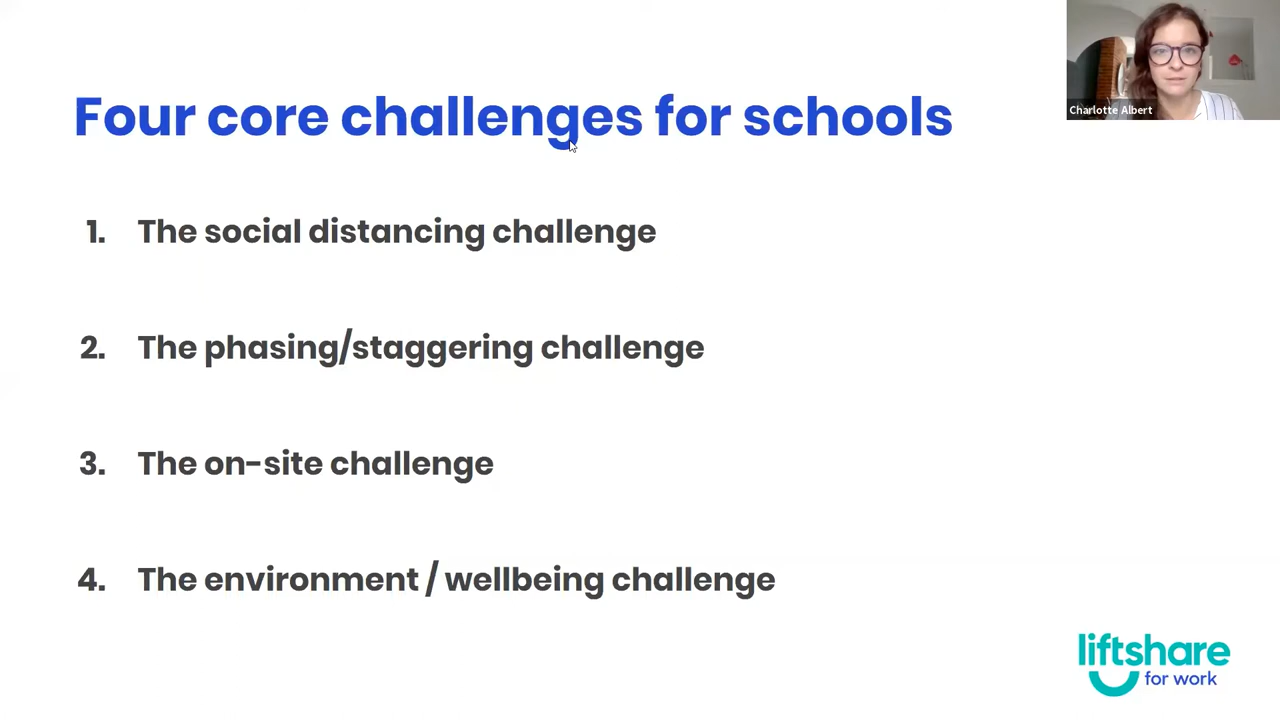 Four core challenges for schools
Charlotte Albert
1. The social distancing challenge
2. The phasing/staggering challenge
3. The on-site challenge
4. The environment / wellbeing challenge
liftshare
for work